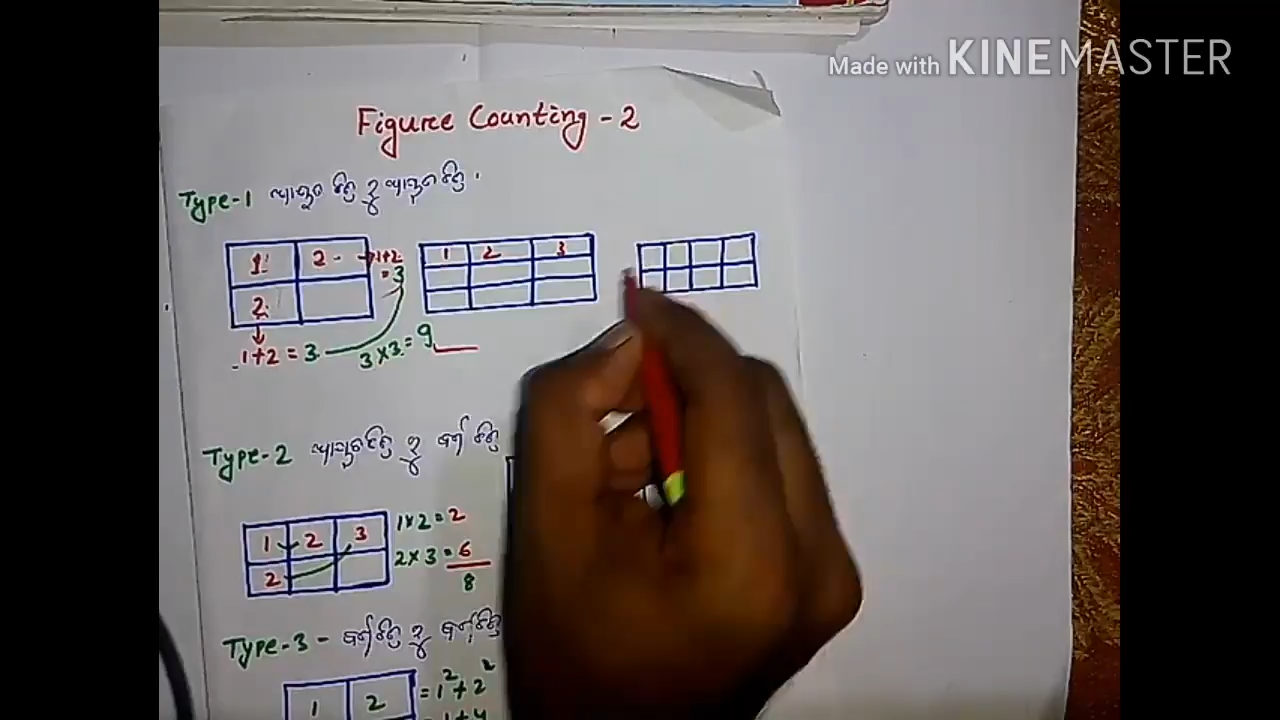 Made with KINEMASTER
Figure Counting - 2
Type-1
1 2 → 1+2
= 3
2
1+2 = 3
3×3 = 9
1 2 3
Type-2
1 2 3
2
1×2 = 2
2×3 = 6
8
Type-3 -
1 2
= 1² + 2²
= 1+4